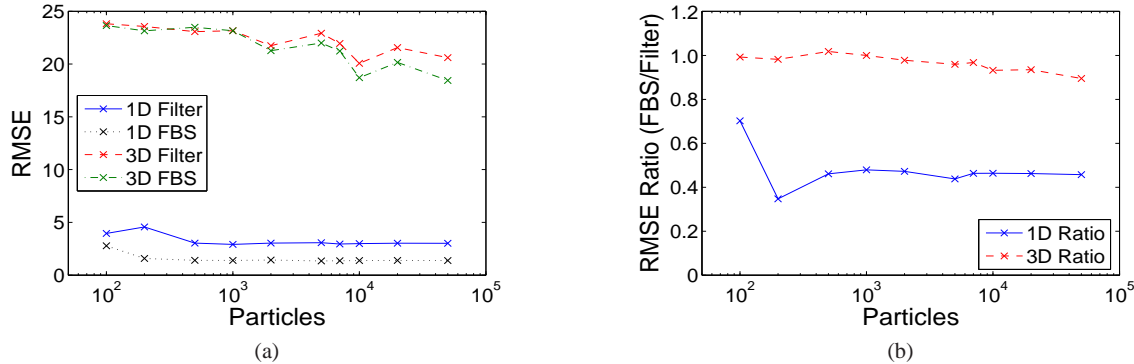 25
20
15
10
5
0
RMSE
1D Filter
1D FBS
3D Filter
3D FBS
10^2
10^3
10^4
10^5
Particles
(a)
1.2
1.0
0.8
0.6
0.4
0.2
0
RMSE Ratio (FBS/Filter)
1D Ratio
3D Ratio
10^2
10^3
10^4
10^5
Particles
(b)